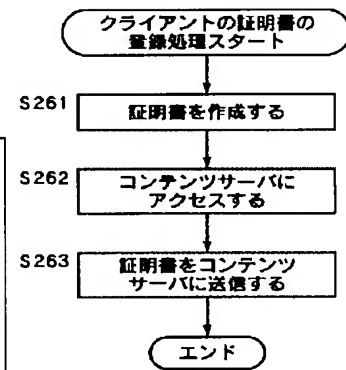 クライアントの証明書の
登録処理スタート
S261
証明書を作成する
S262
コンテンツサーバに
アクセスする
S263
証明書をコンテンツ
サーバに送信する
エンド